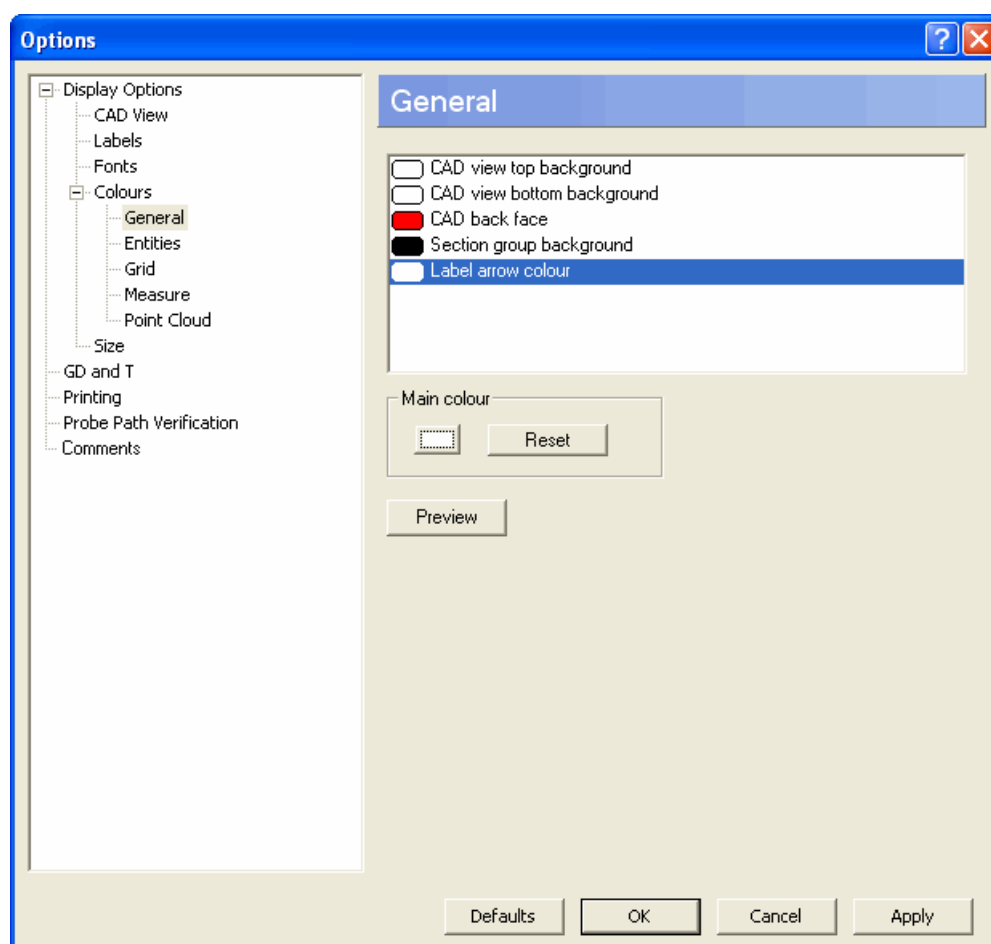 Options
Display Options
CAD View
Labels
Fonts
Colours
General
Entities
Grid
Measure
Point Cloud
Size
GD and T
Printing
Probe Path Verification
Comments
General
CAD view top background
CAD view bottom background
CAD back face
Section group background
Label arrow colour
Main colour
Reset
Preview
Defaults
OK
Cancel
Apply